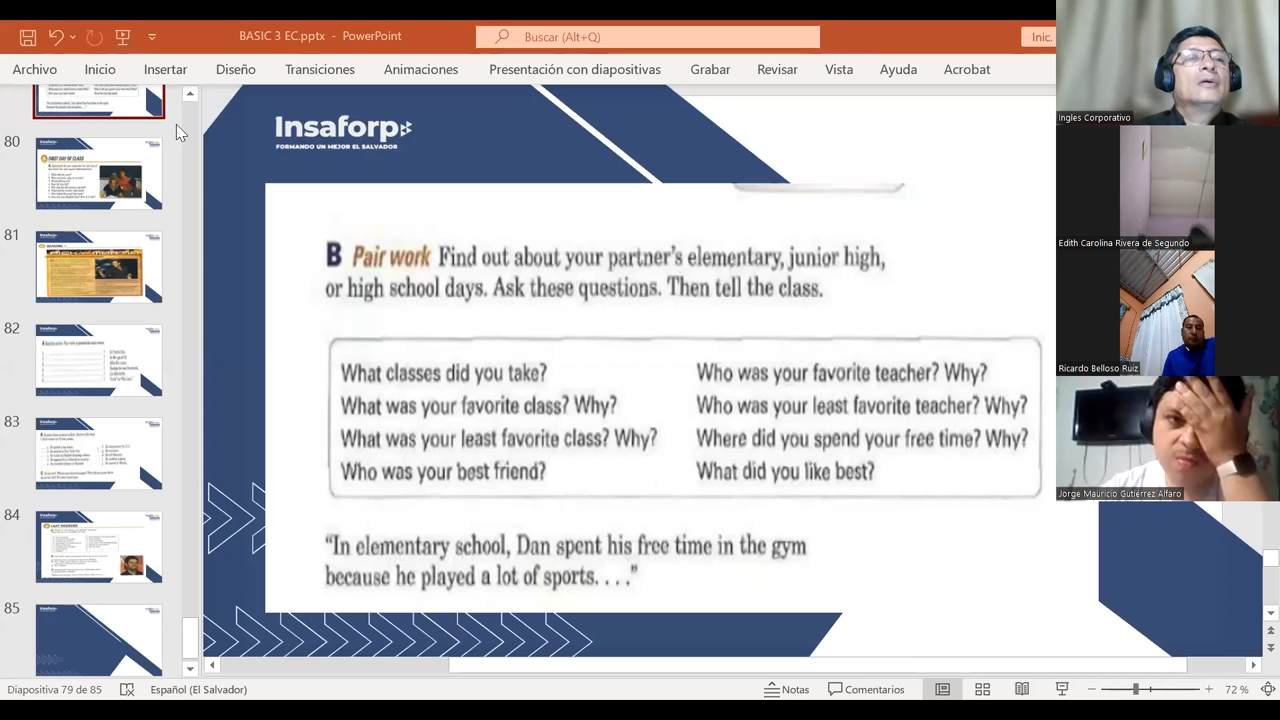 BASIC 3 EC.pptx - PowerPoint
Buscar (Alt+Q)
Inic.
Archivo Inicio Insertar Diseño Transiciones Animaciones Presentación con diapositivas Grabar Revisar Vista Ayuda Acrobat
Ingles Corporativo
Edith Carolina Rivera de Segundo
Ricardo Belloso Ruiz
Jorge Mauricio Gutiérrez Alfaro
80
FIRST DAY OF CLASS
81
82
83
84
85
Insaforp
FORMANDO UN MEJOR EL SALVADOR
B Pair work Find out about your partner's elementary, junior high,
or high school days. Ask these questions. Then tell the class.
What classes did you take?
What was your favorite class? Why?
What was your least favorite class? Why?
Who was your best friend?
Who was your favorite teacher? Why?
Who was your least favorite teacher? Why?
Where did you spend your free time? Why?
What did you like best?
"In elementary school Dan spent his free time in the gym
because he played a lot of sports. . . ."
Diapositiva 79 de 85 Español (El Salvador) Notas Comentarios 72 %